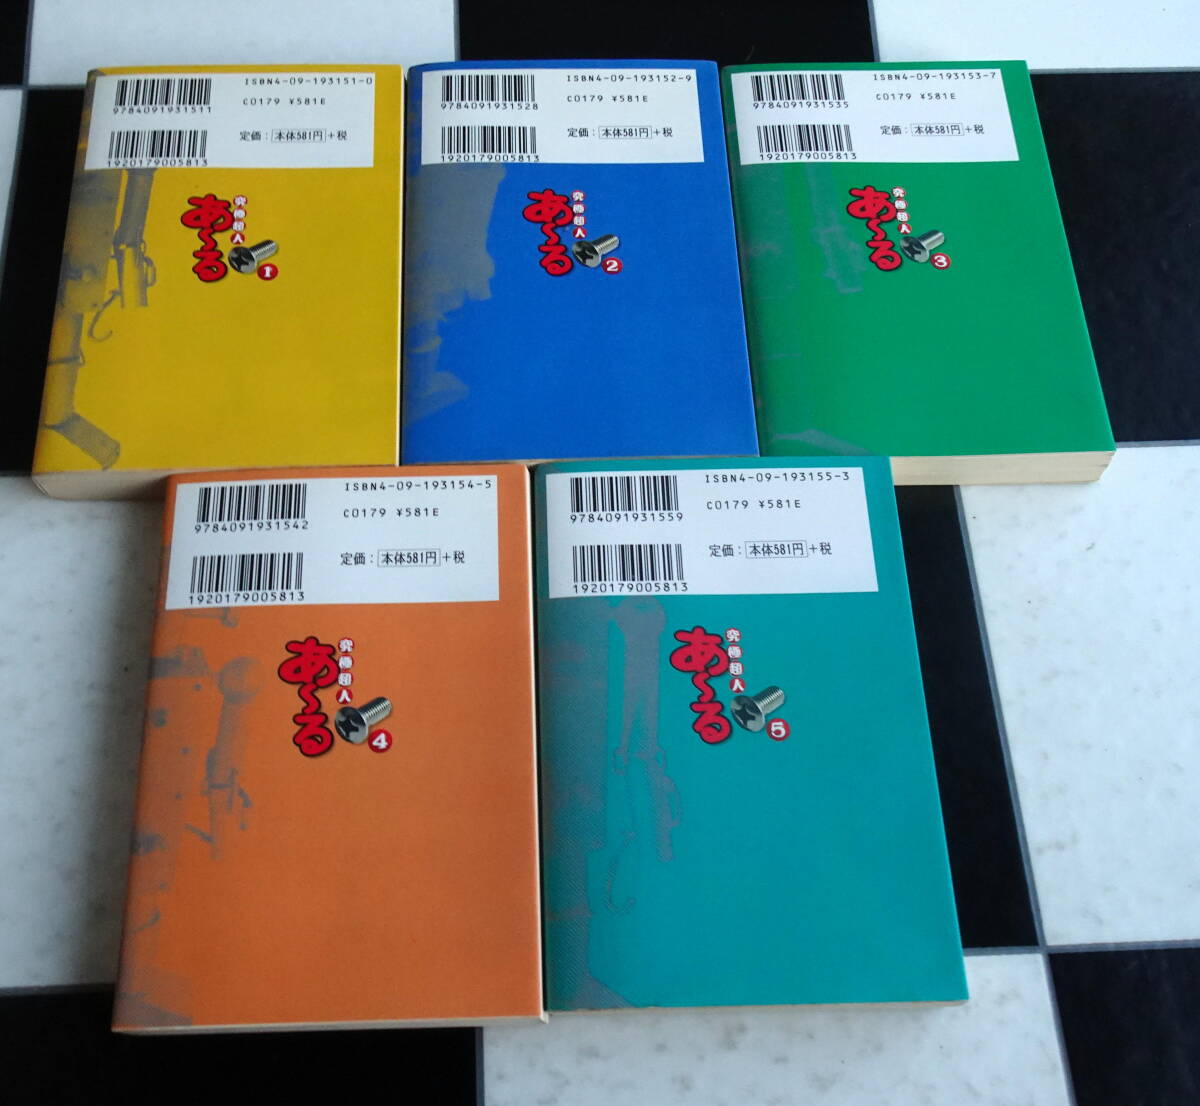 ISBN4-09-193151-0
9784091931511
C0179 ¥581E
定価：本体581円+税
1920179005813
究極超人
あ～る
1
ISBN4-09-193152-9
9784091931528
C0179 ¥581E
定価：本体581円+税
1920179005813
究極超人
あ～る
2
ISBN4-09-193153-7
9784091931535
C0179 ¥581E
定価：本体581円+税
1920179005813
究極超人
あ～る
3
ISBN4-09-193154-5
9784091931542
C0179 ¥581E
定価：本体581円+税
1920179005813
究極超人
あ～る
4
ISBN4-09-193155-3
9784091931559
C0179 ¥581E
定価：本体581円+税
1920179005813
究極超人
あ～る
5